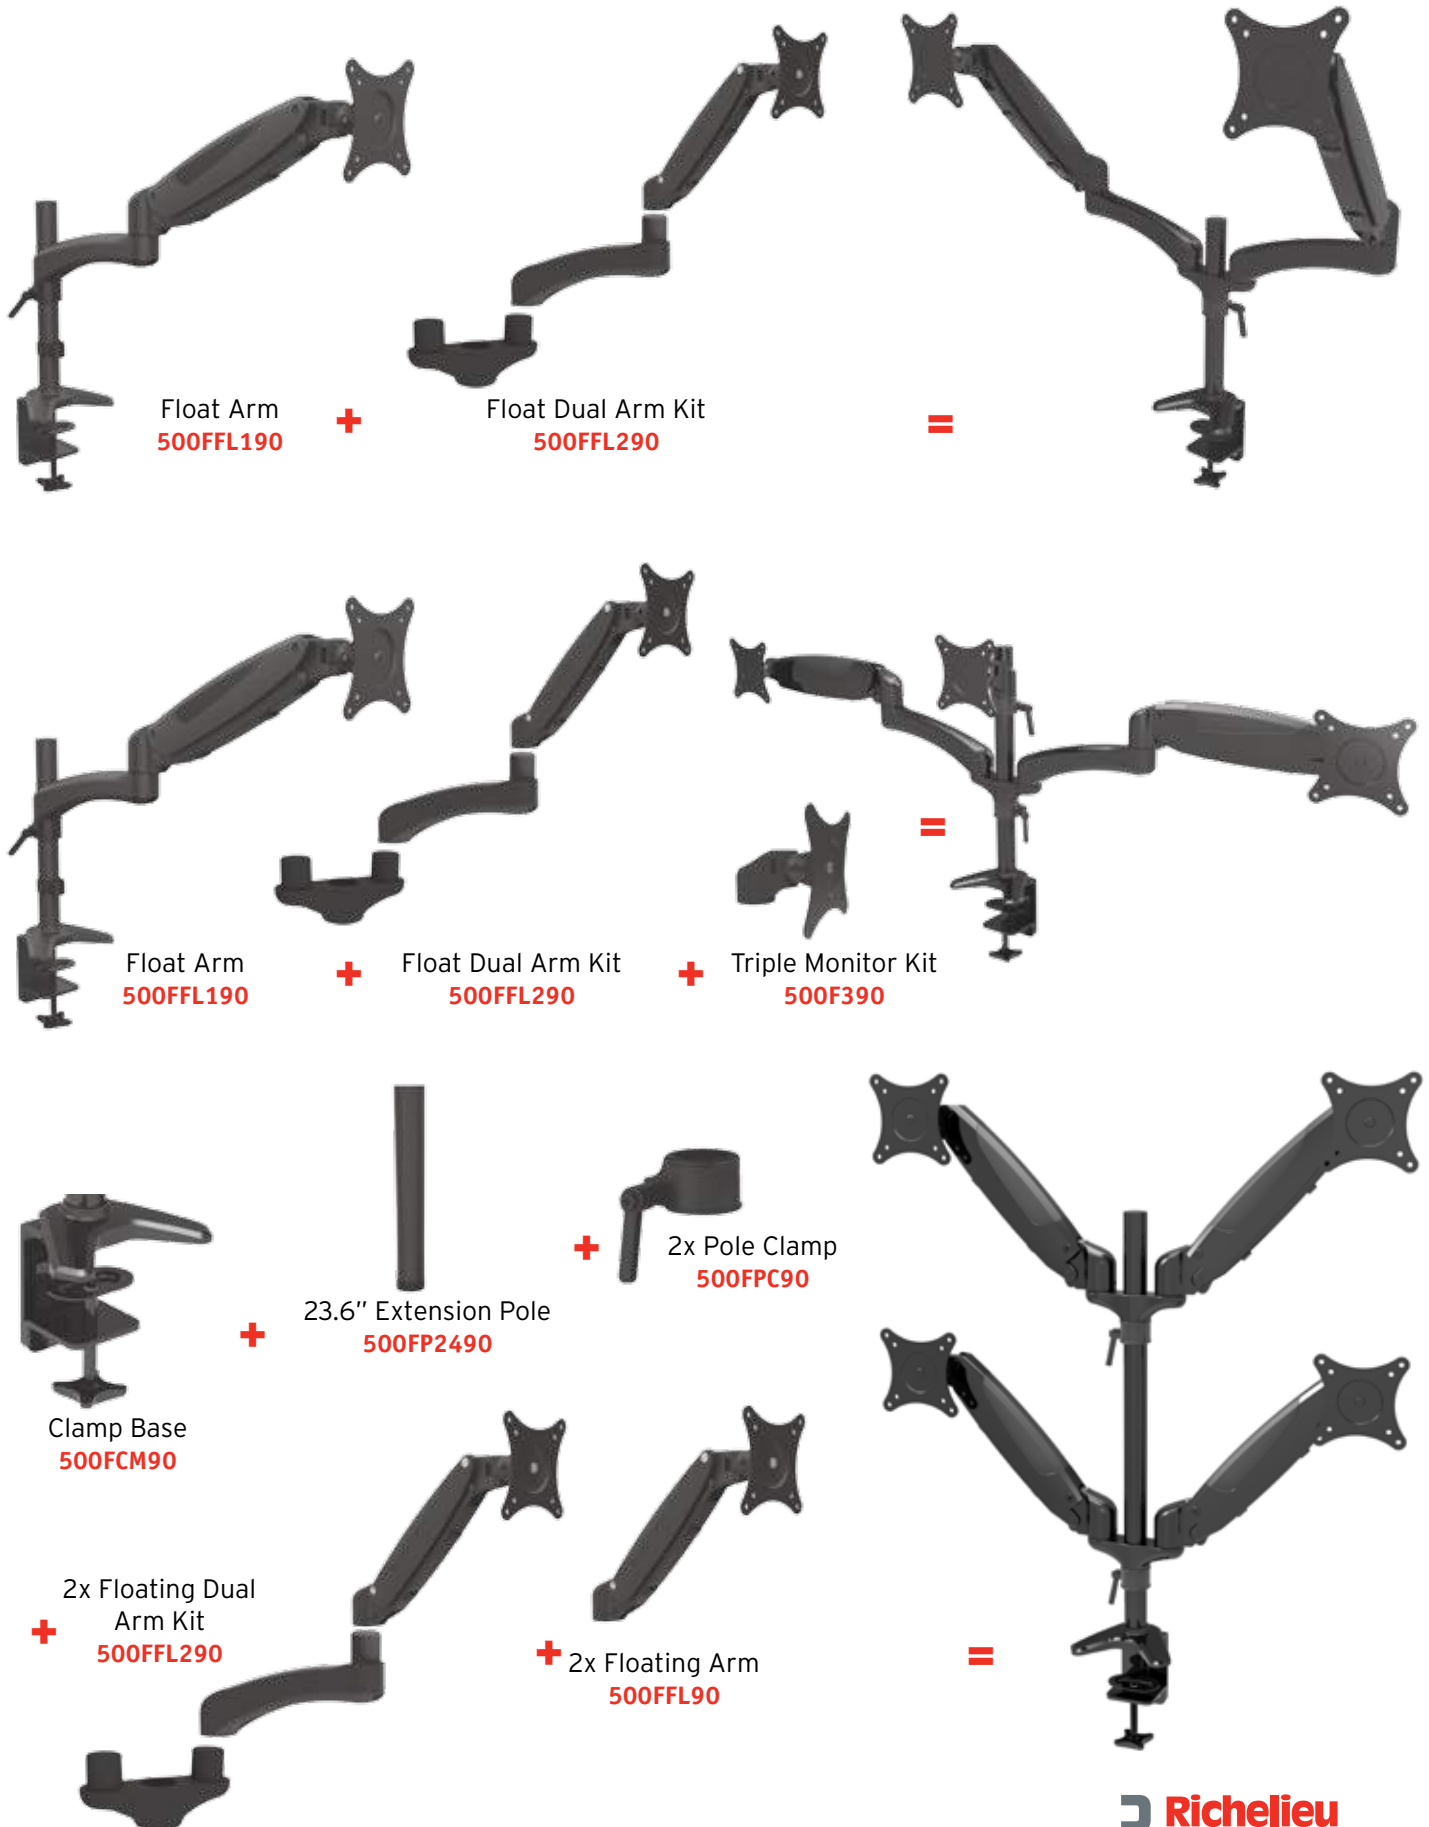 Float Arm
500FFL190
+
Float Dual Arm Kit
500FFL290
=
Float Arm
500FFL190
+
Float Dual Arm Kit
500FFL290
+
Triple Monitor Kit
500F390
=
Clamp Base
500FCM90
+
23.6" Extension Pole
500FP2490
+
2x Pole Clamp
500FPC90
+
2x Floating Dual
Arm Kit
500FFL290
+
2x Floating Arm
500FFL90
=
Richelieu